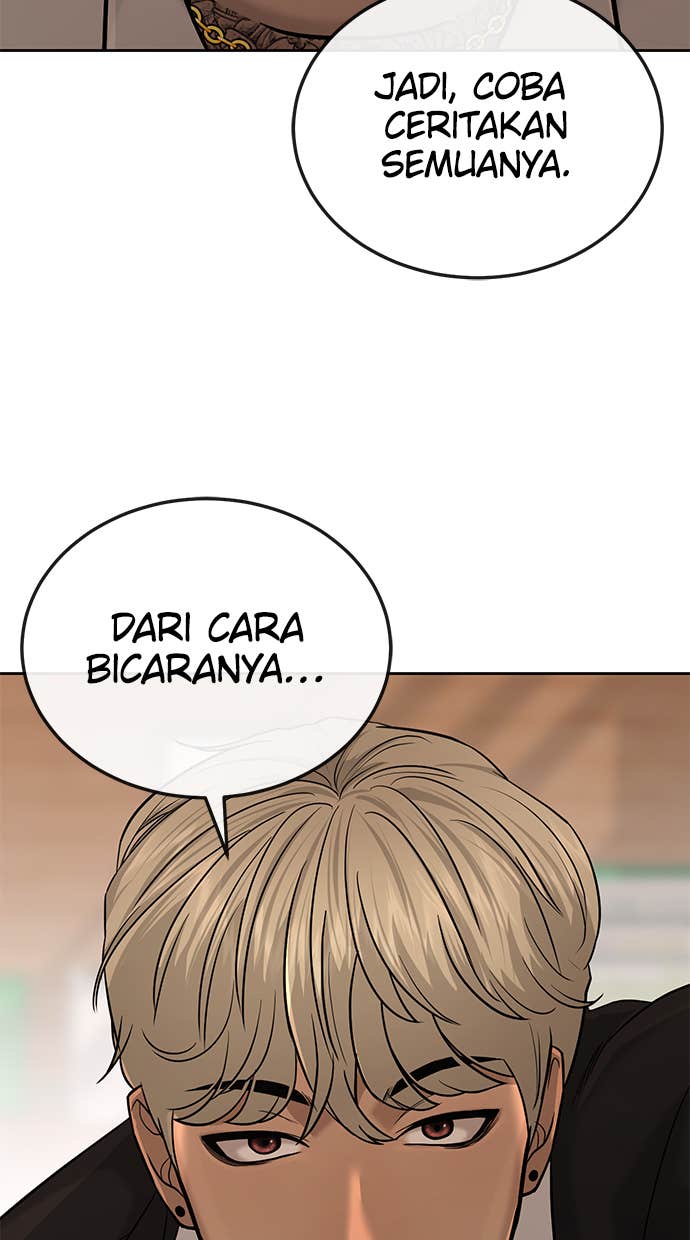 JADI, COBA
CERITAKAN
SEMUANYA.
DARI CARA
BICARANYA...